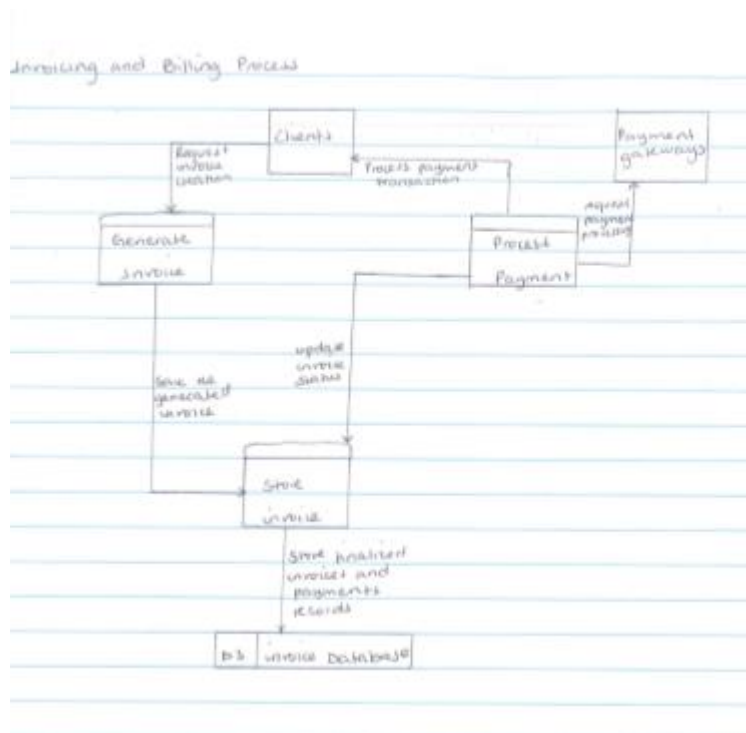 Invoicing and Billing Process
Clients
Payment
gateways
Request
invoice
creation
Process payment
transaction
request
payment
processing
Generate
invoice
Process
Payment
update
invoice
status
Save the
generated
invoice
Store
invoice
Store finalized
invoices and
payments
records
invoice Database